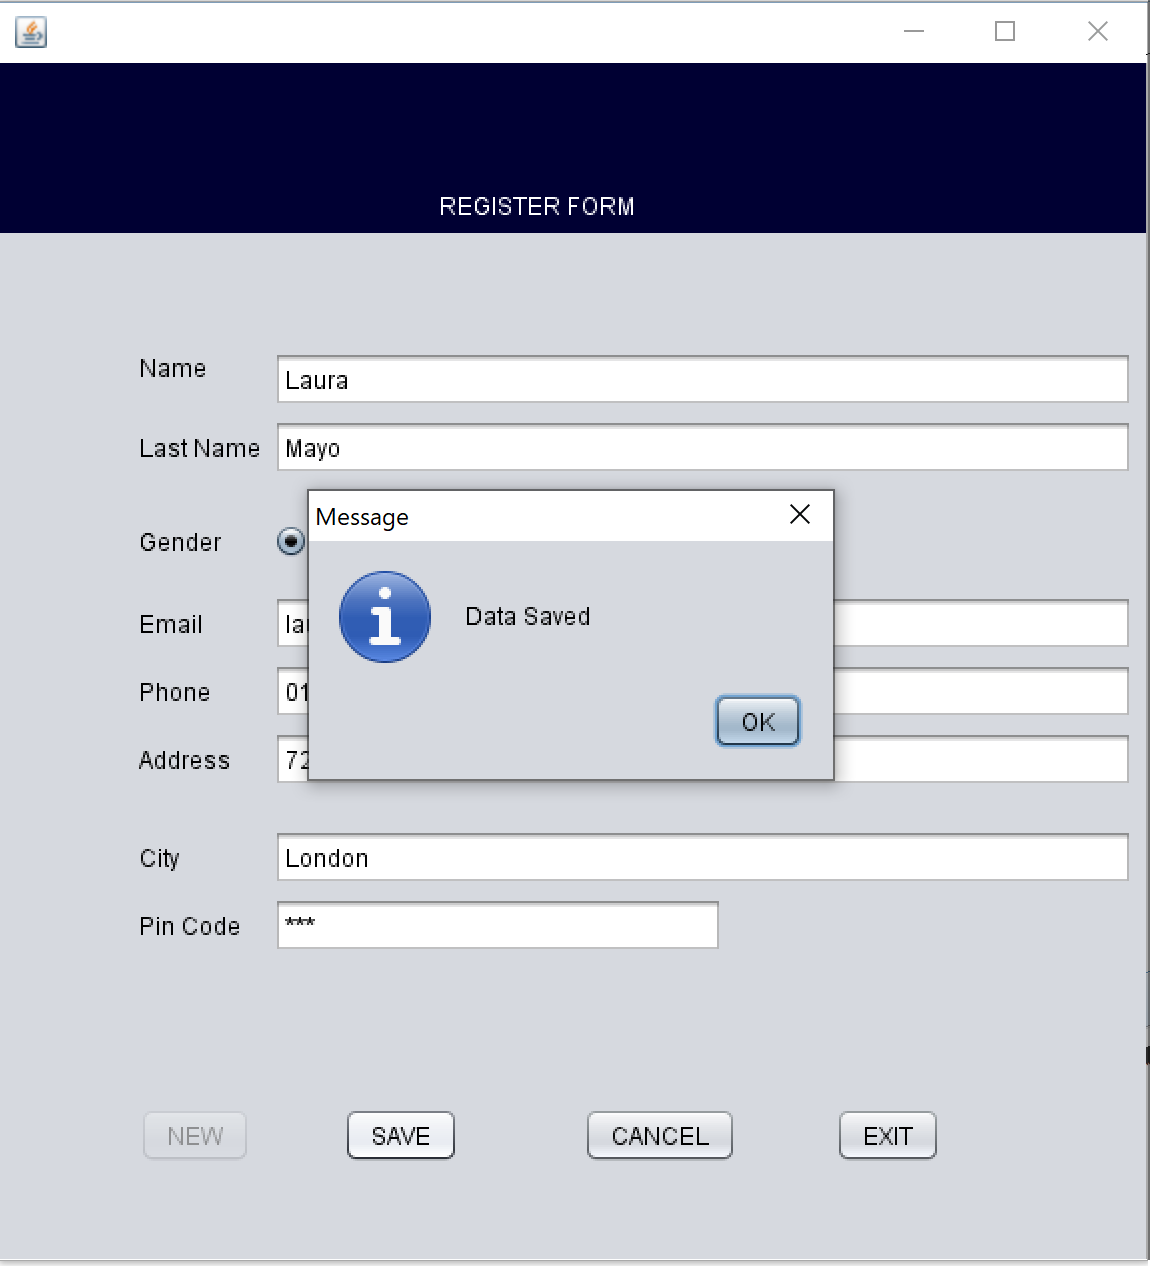 REGISTER FORM
Name
Laura
Last Name
Mayo
Message
Gender
Data Saved
Email
Phone
01
OK
Address
72
City
London
Pin Code
***
NEW
SAVE
CANCEL
EXIT